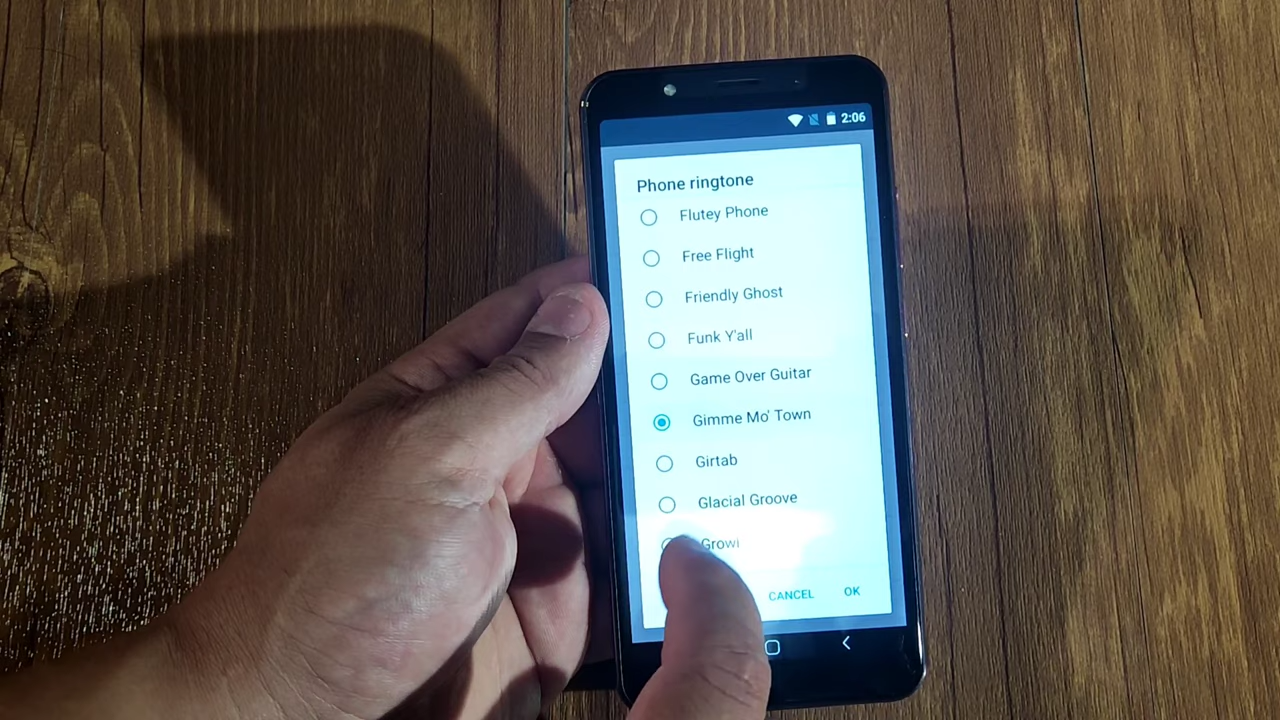 2:06
Phone ringtone
Flutey Phone
Free Flight
Friendly Ghost
Funk Y'all
Game Over Guitar
Gimme Mo' Town
Girtab
Glacial Groove
Growl
CANCEL OK